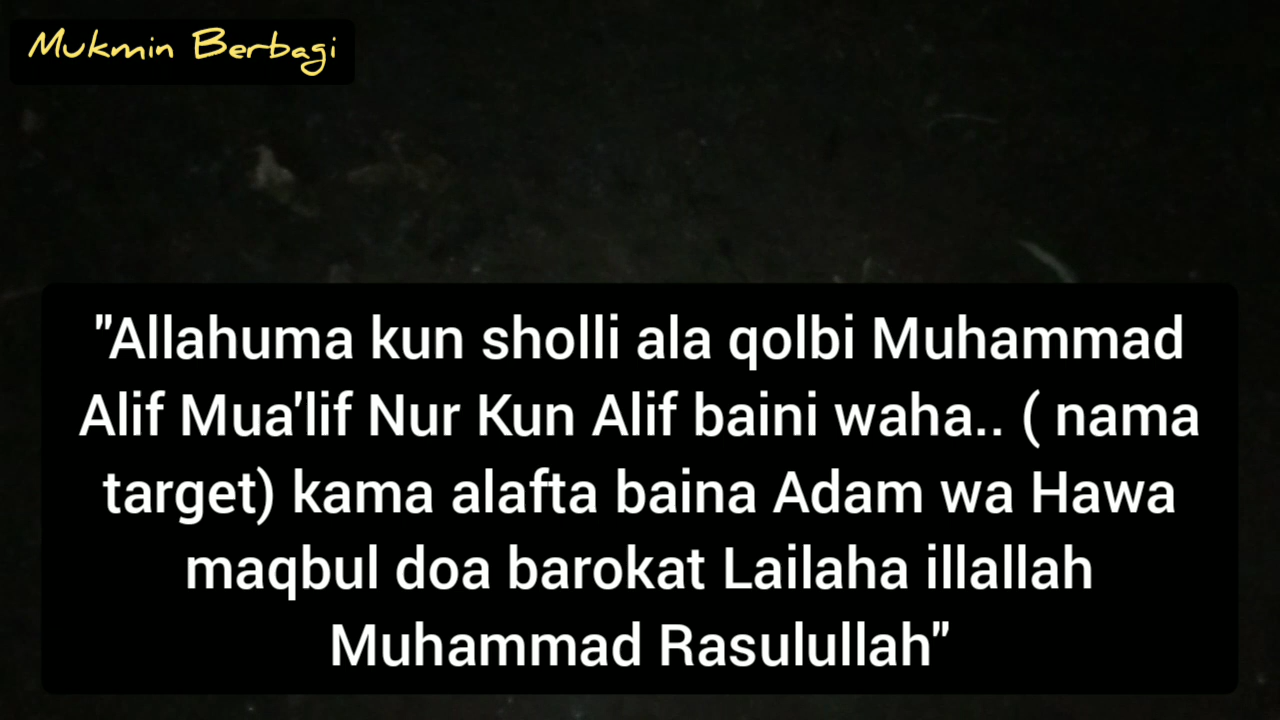 Mukmin Berbagi
"Allahuma kun sholli ala qolbi Muhammad
Alif Mua'lif Nur Kun Alif baini waha.. ( nama
target) kama alafta baina Adam wa Hawa
maqbul doa barokat Lailaha illallah
Muhammad Rasulullah"